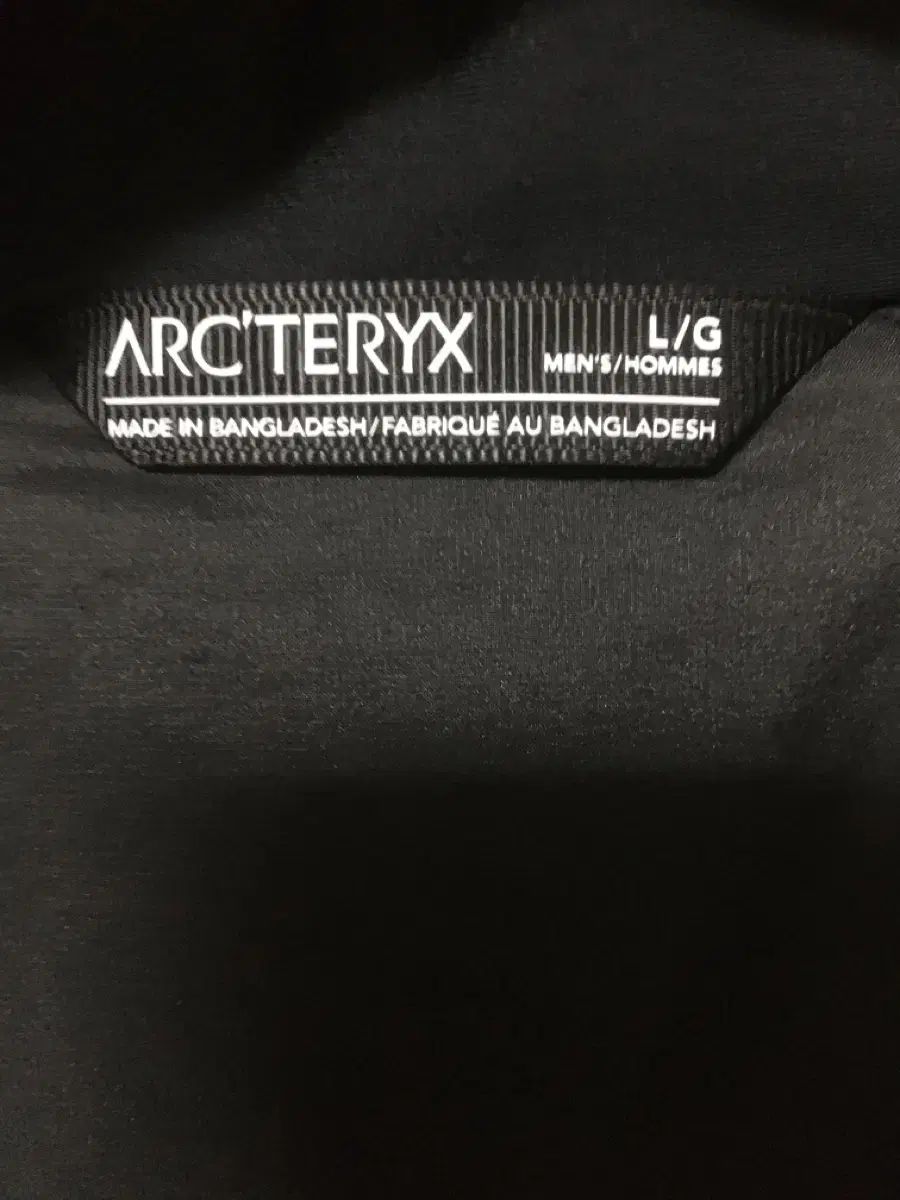 ARC'TERYX
L/G
MEN'S/HOMMES
MADE IN BANGLADESH/FABRIQUÉ AU BANGLADESH